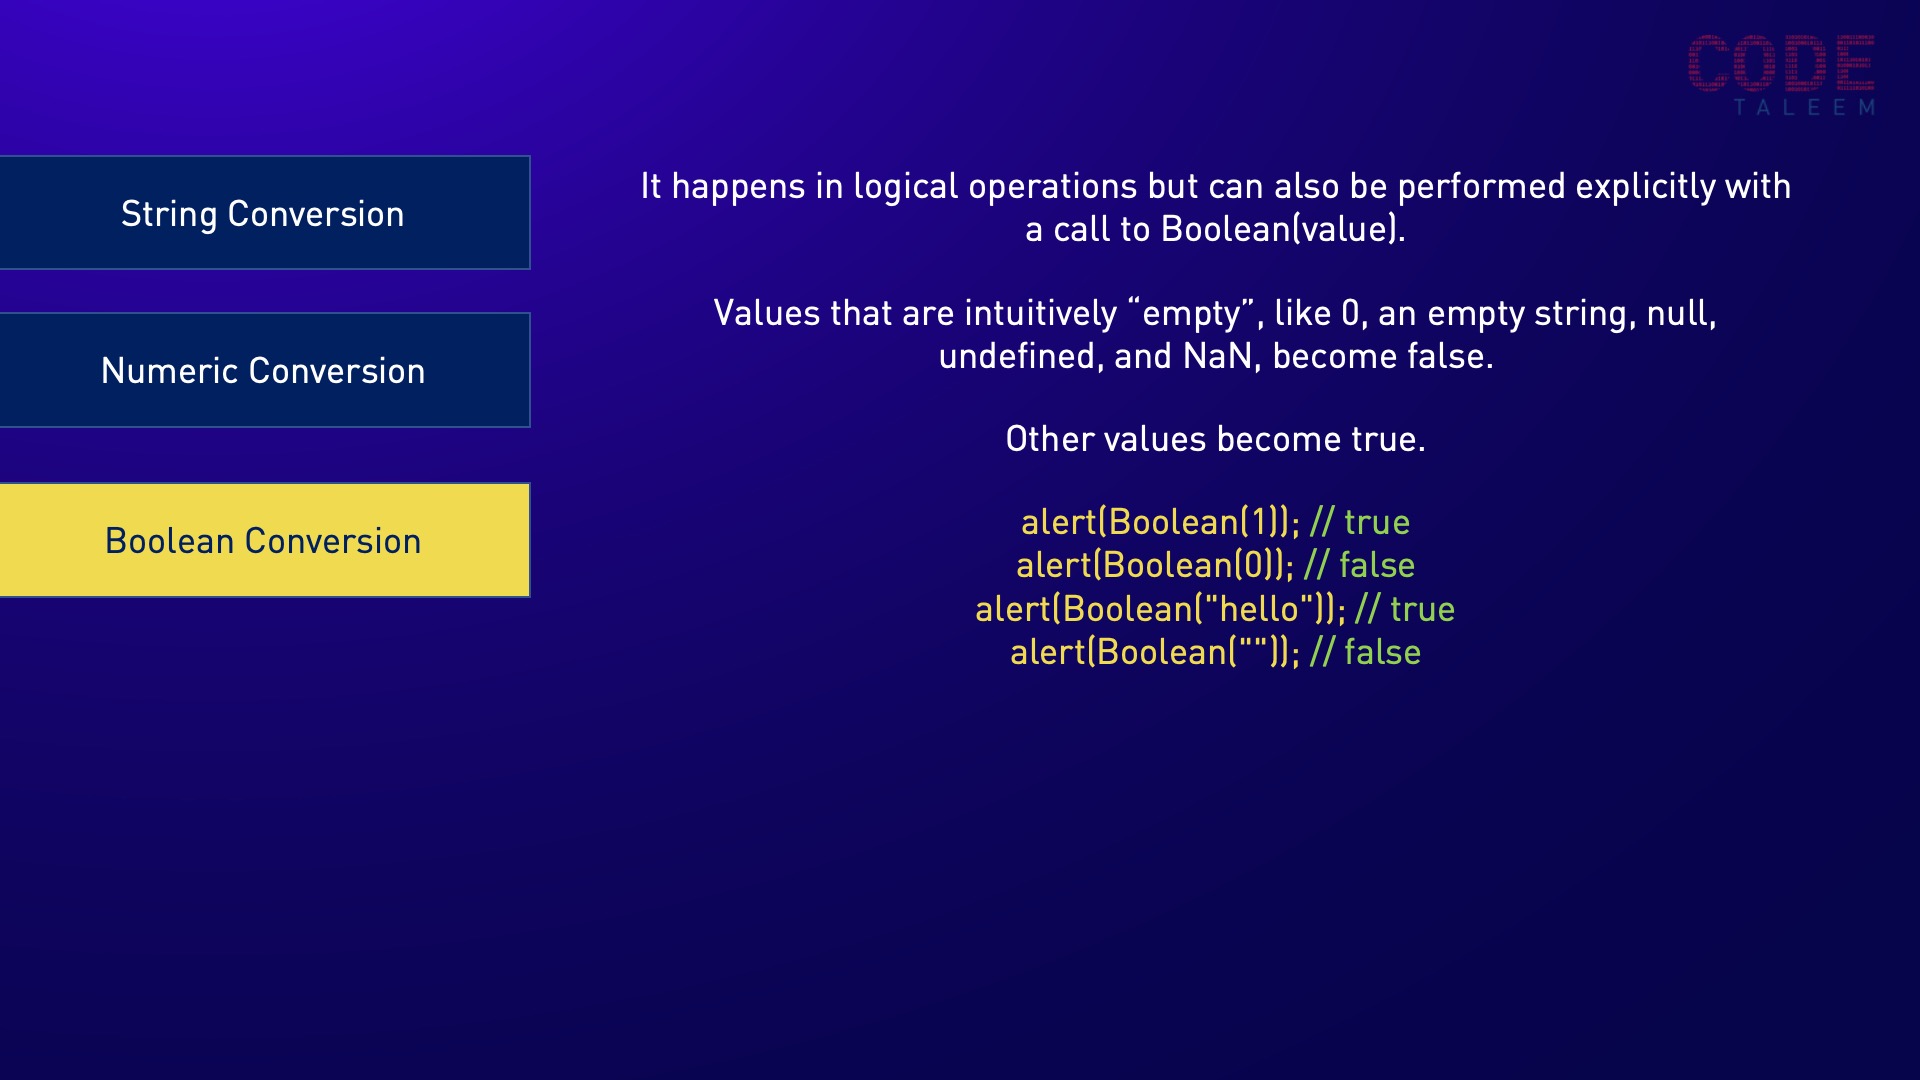 CODE
TALEEM
String Conversion
Numeric Conversion
Boolean Conversion
It happens in logical operations but can also be performed explicitly with
a call to Boolean(value).
Values that are intuitively “empty”, like 0, an empty string, null,
undefined, and NaN, become false.
Other values become true.
alert(Boolean(1)); // true
alert(Boolean(0)); // false
alert(Boolean("hello")); // true
alert(Boolean("")); // false